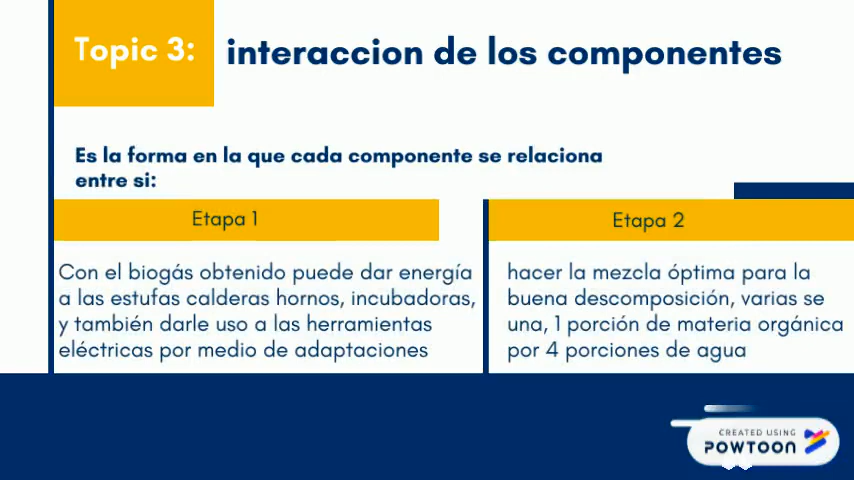 Topic 3:
interaccion de los componentes
Es la forma en la que cada componente se relaciona
entre si:
Etapa 1
Con el biogás obtenido puede dar energía
a las estufas calderas hornos, incubadoras,
y también darle uso a las herramientas
eléctricas por medio de adaptaciones
Etapa 2
hacer la mezcla óptima para la
buena descomposición, varias se
una, 1 porción de materia orgánica
por 4 porciones de agua
CREATED USING
POWTOON